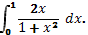 ∫₀¹ 2x / (1 + x²) dx.